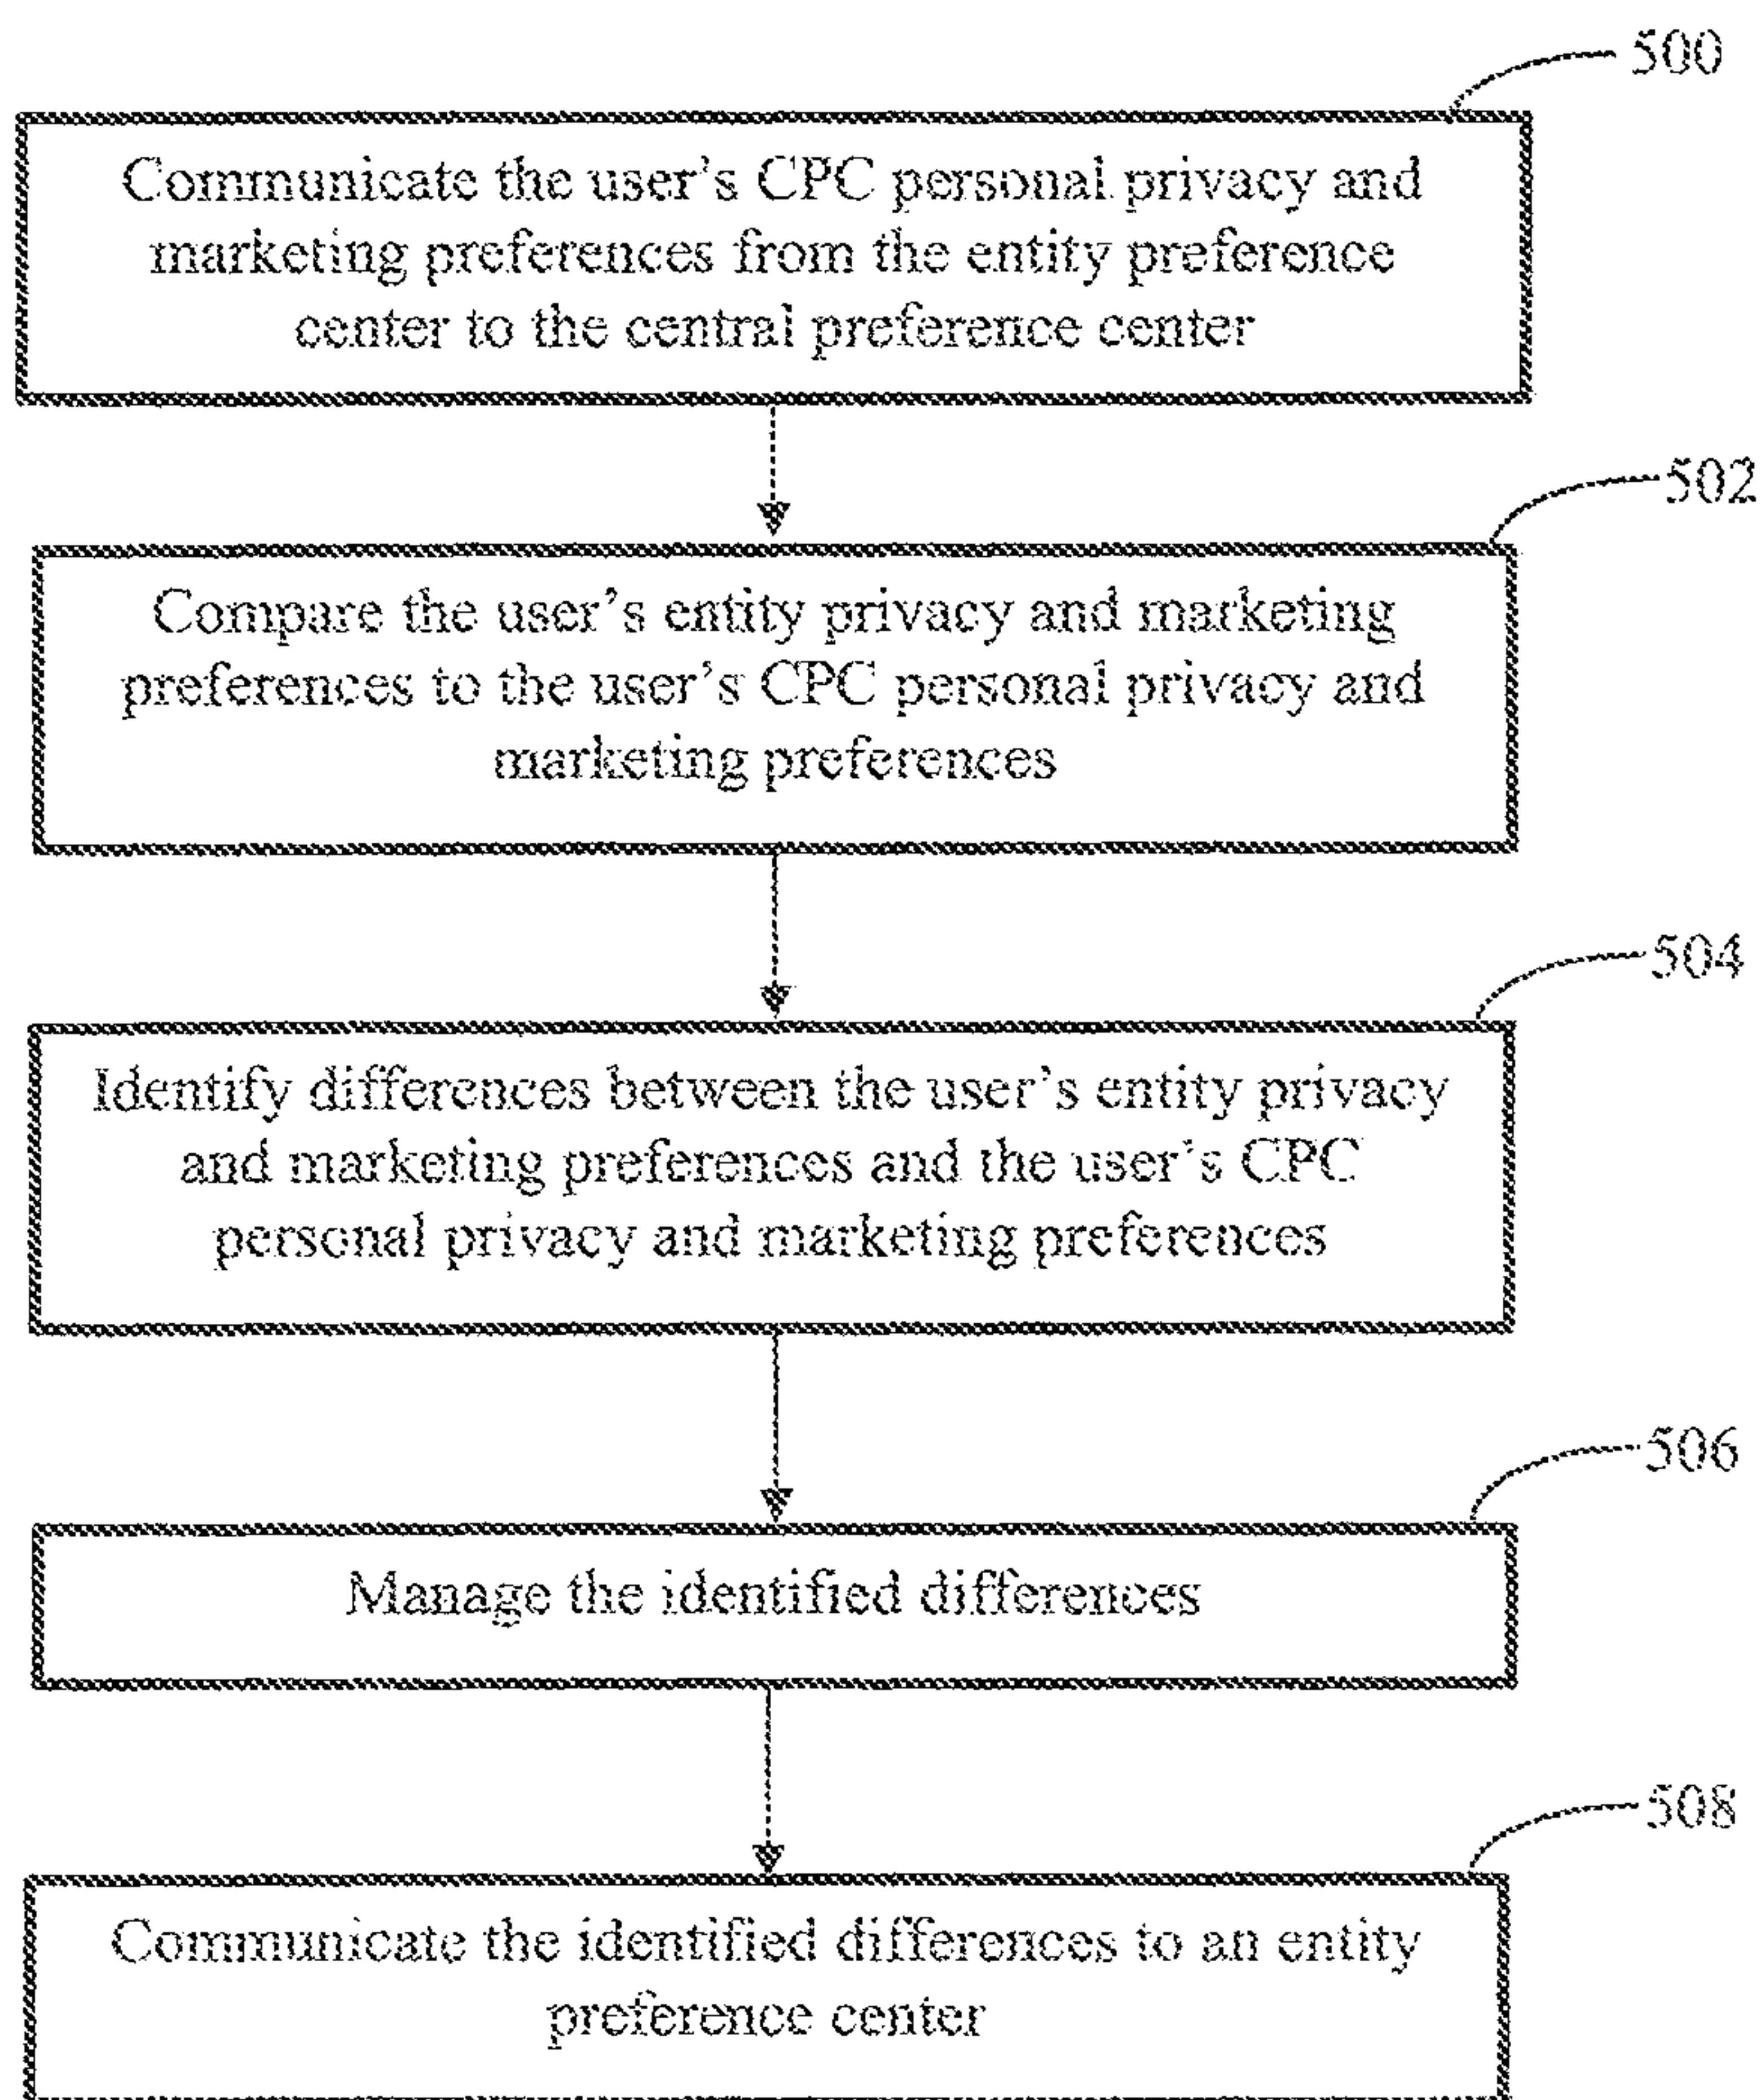 500
Communicate the user's CPC personal privacy and
marketing preferences from the entity preference
center to the central preference center
502
Compare the user's entity privacy and marketing
preferences to the user's CPC personal privacy and
marketing preferences
504
Identify differences between the user's entity privacy
and marketing preferences and the user's CPC
personal privacy and marketing preferences
506
Manage the identified differences
508
Communicate the identified differences to an entity
preference center